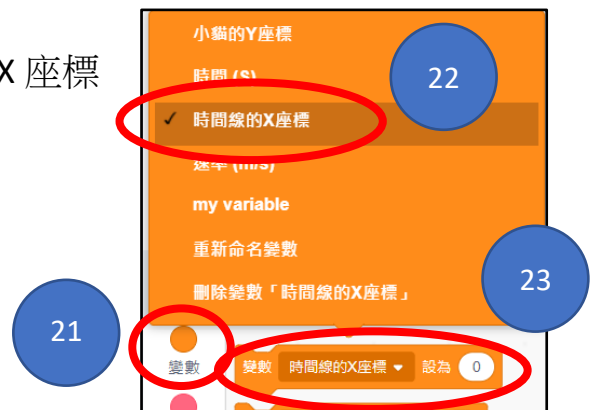 X 座標
小貓的Y座標
時間 (S)
22
✓ 時間線的X座標
速率 (m/s)
my variable
重新命名變數
刪除變數「時間線的X座標」
23
21
變數
變數 時間線的X座標 設為 0